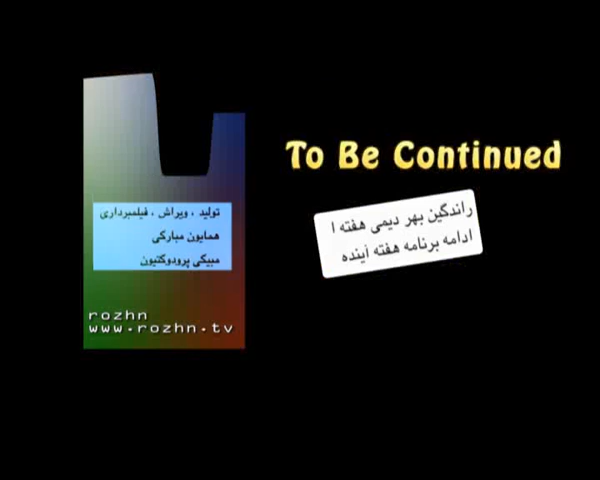 To Be Continued
راندگین بهر دیمی هفته ا
ادامه برنامه هفته آینده
تولید ، ویراش ، فیلمبرداری
همایون مبارکی
مبیکی پرودوکتیون
rozhn
www.rozhn.tv